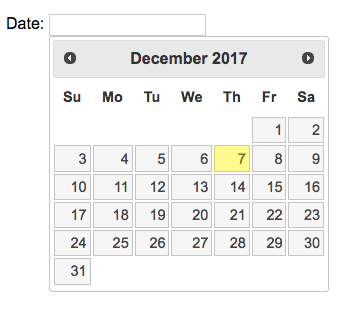 Date:
December 2017
Su Mo Tu We Th Fr Sa
1 2
3 4 5 6 7 8 9
10 11 12 13 14 15 16
17 18 19 20 21 22 23
24 25 26 27 28 29 30
31